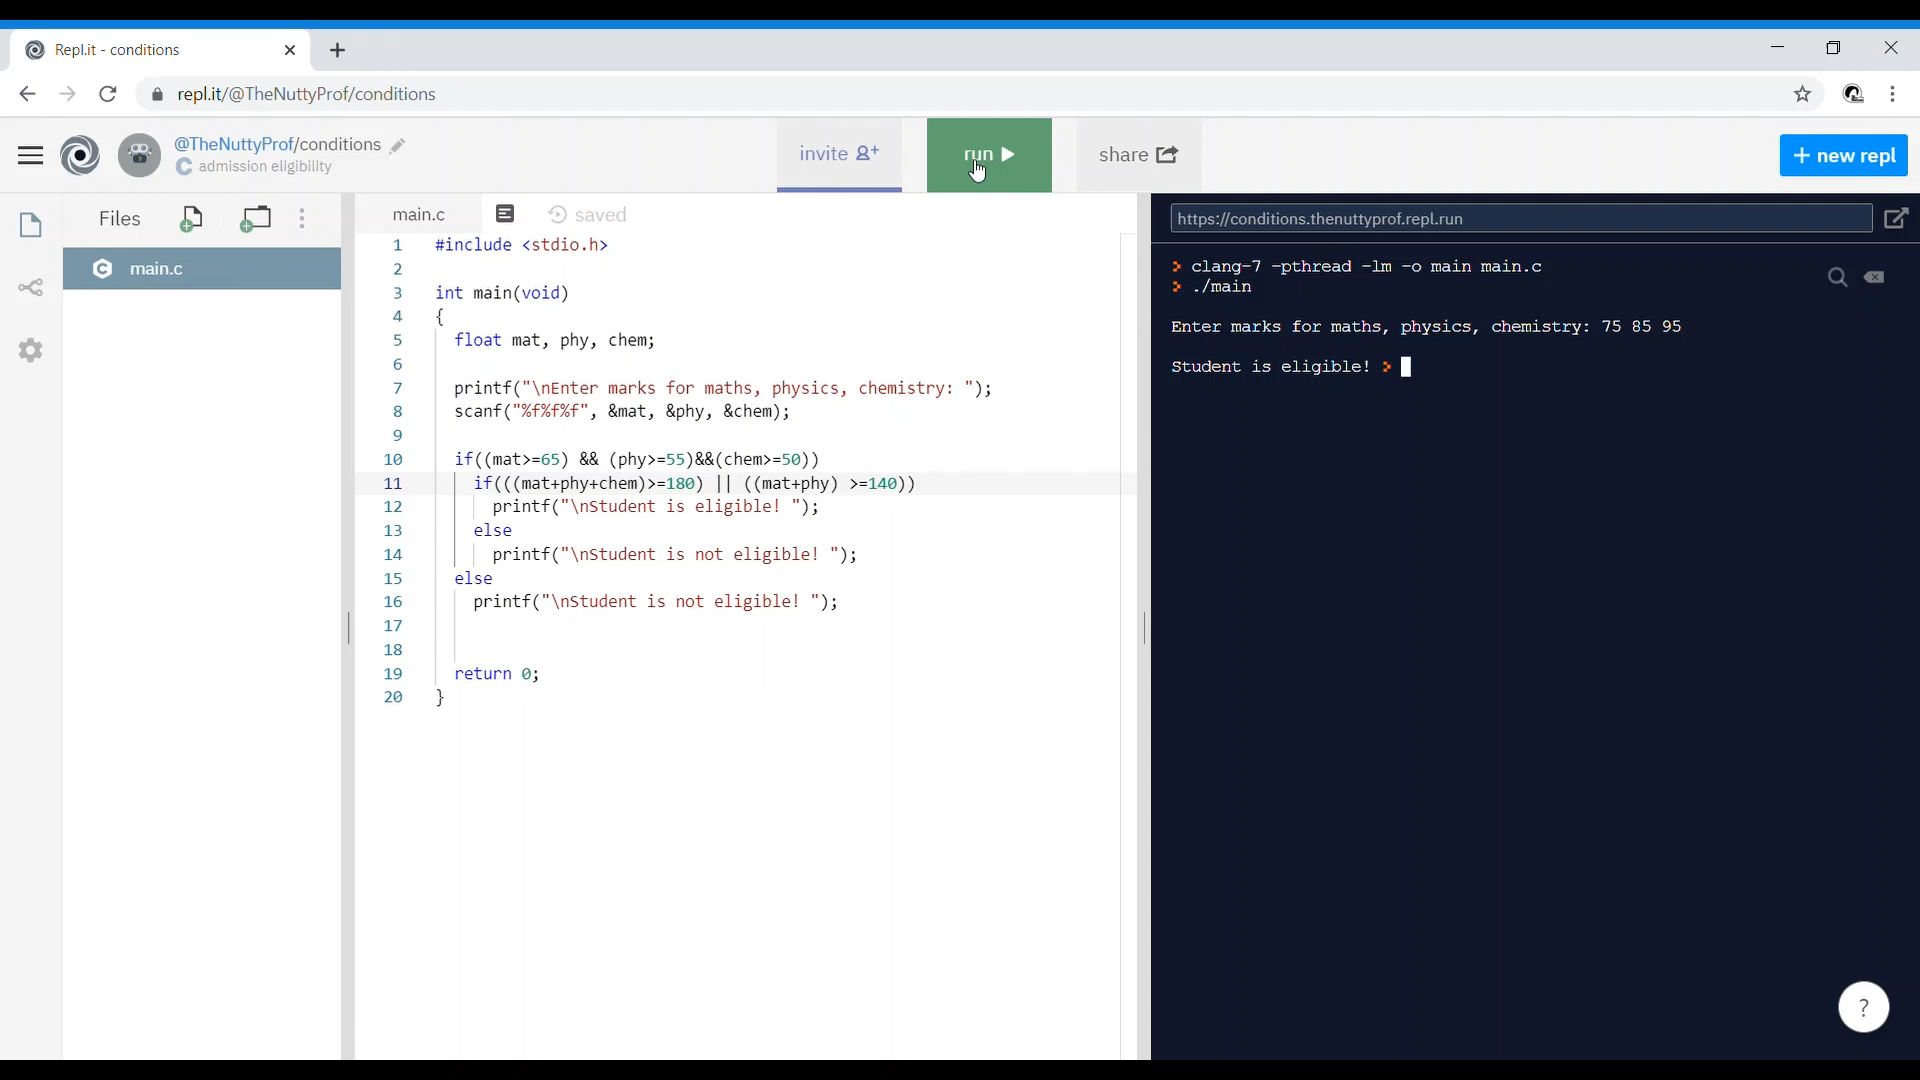 Repl.it - conditions
repl.it/@TheNuttyProf/conditions
@TheNuttyProf/conditions
admission eligibility
invite
run
share
+ new repl
Files
main.c
main.c
saved
1 #include <stdio.h>
2
3 int main(void)
4 {
5 float mat, phy, chem;
6
7 printf("\nEnter marks for maths, physics, chemistry: ");
8 scanf("%f%f%f", &mat, &phy, &chem);
9
10 if((mat>=65) && (phy>=55)&&(chem>=50))
11 if(((mat+phy+chem)>=180) || ((mat+phy) >=140))
12 printf("\nStudent is eligible! ");
13 else
14 printf("\nStudent is not eligible! ");
15 else
16 printf("\nStudent is not eligible! ");
17
18
19 return 0;
20 }
https://conditions.thenuttyprof.repl.run
> clang-7 -pthread -lm -o main main.c
> ./main
Enter marks for maths, physics, chemistry: 75 85 95
Student is eligible! >
?